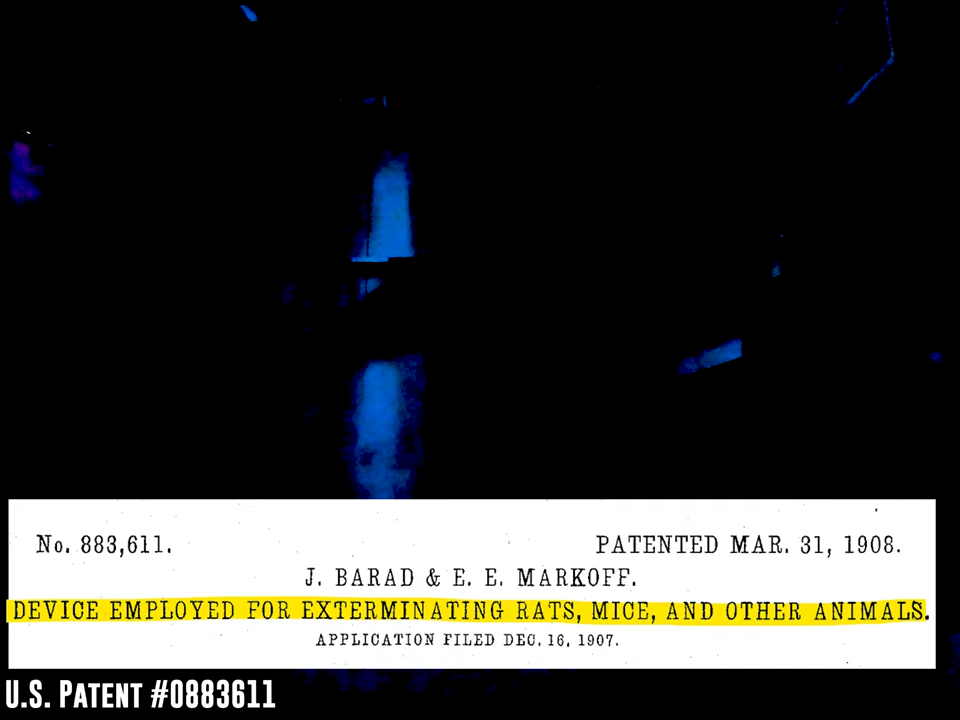 No. 883,611.
PATENTED MAR. 31, 1908.
J. BARAD & E. E. MARKOFF.
DEVICE EMPLOYED FOR EXTERMINATING RATS, MICE, AND OTHER ANIMALS.
APPLICATION FILED DEC. 16, 1907.
U.S. PATENT #0883611